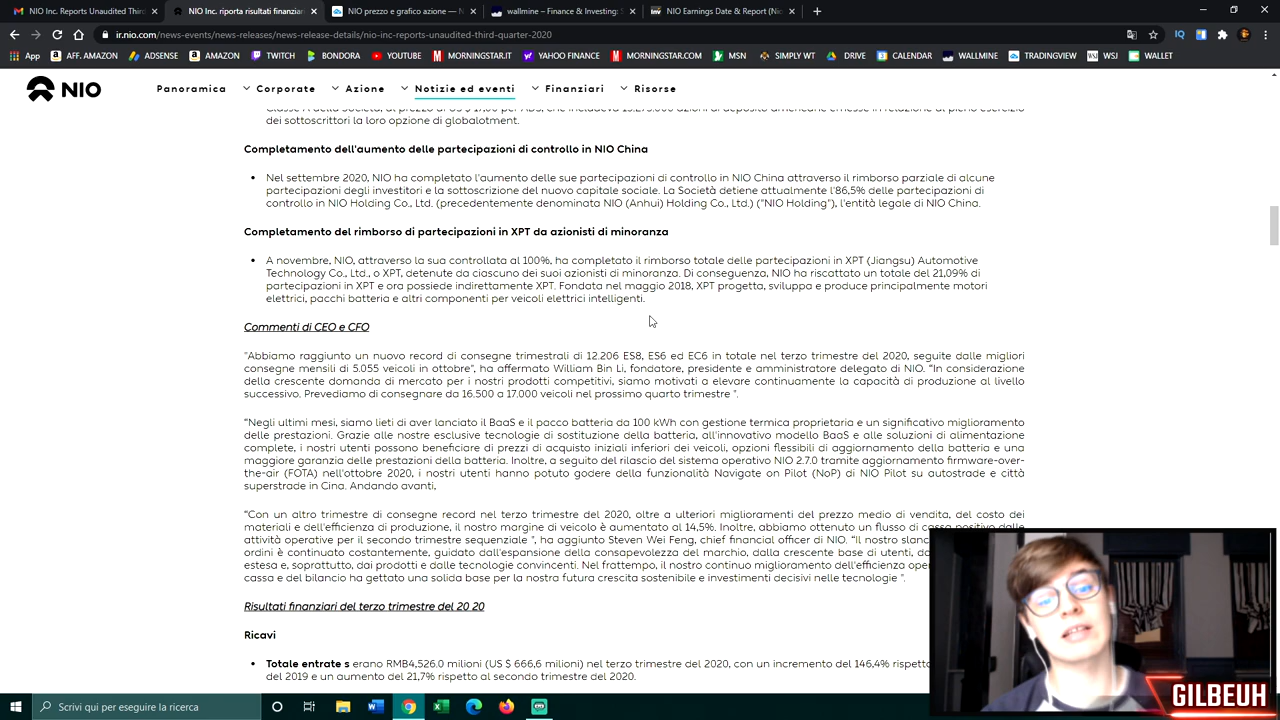 NIO Inc. Reports Unaudited Third
NIO Inc. riporta risultati finanziar
NIO prezzo e grafico azione — N
wallmine – Finance & Investing: S
NIO Earnings Date & Report (Nio
ir.nio.com/news-events/news-releases/news-release-details/nio-inc-reports-unaudited-third-quarter-2020
AFF. AMAZON ADSENSE AMAZON TWITCH BONDORA YOUTUBE MORNINGSTAR.IT YAHOO FINANCE MORNINGSTAR.COM MSN SIMPLY WT DRIVE CALENDAR WALLMINE TRADINGVIEW WSJ WALLET
NIO Panoramica Corporate Azione Notizie ed eventi Finanziari Risorse
dei sottoscrittori la loro opzione di globalotment.
Completamento dell'aumento delle partecipazioni di controllo in NIO China
• Nel settembre 2020, NIO ha completato l'aumento delle sue partecipazioni di controllo in NIO China attraverso il rimborso parziale di alcune
partecipazioni degli investitori e la sottoscrizione del nuovo capitale sociale. La Società detiene attualmente l'86,5% delle partecipazioni di
controllo in NIO Holding Co., Ltd. (precedentemente denominata NIO (Anhui) Holding Co., Ltd.) ("NIO Holding"), l'entità legale di NIO China.
Completamento del rimborso di partecipazioni in XPT da azionisti di minoranza
• A novembre, NIO, attraverso la sua controllata al 100%, ha completato il rimborso totale delle partecipazioni in XPT (Jiangsu) Automotive
Technology Co., Ltd., o XPT, detenute da ciascuno dei suoi azionisti di minoranza. Di conseguenza, NIO ha riscattato un totale del 21,09% di
partecipazioni in XPT e ora possiede indirettamente XPT. Fondata nel maggio 2018, XPT progetta, sviluppa e produce principalmente motori
elettrici, pacchi batteria e altri componenti per veicoli elettrici intelligenti.
Commenti di CEO e CFO
"Abbiamo raggiunto un nuovo record di consegne trimestrali di 12.206 ES8, ES6 ed EC6 in totale nel terzo trimestre del 2020, seguite dalle migliori
consegne mensili di 5.055 veicoli in ottobre", ha affermato William Bin Li, fondatore, presidente e amministratore delegato di NIO. "In considerazione
della crescente domanda di mercato per i nostri prodotti competitivi, siamo motivati a elevare continuamente la capacità di produzione al livello
successivo. Prevediamo di consegnare da 16.500 a 17.000 veicoli nel prossimo quarto trimestre ".
"Negli ultimi mesi, siamo lieti di aver lanciato il BaaS e il pacco batteria da 100 kWh con gestione termica proprietaria e un significativo miglioramento
delle prestazioni. Grazie alle nostre esclusive tecnologie di sostituzione della batteria, all'innovativo modello BaaS e alle soluzioni di alimentazione
complete, i nostri utenti possono beneficiare di prezzi di acquisto iniziali inferiori dei veicoli, opzioni flessibili di aggiornamento della batteria e una
maggiore garanzia delle prestazioni della batteria. Inoltre, a seguito del rilascio del sistema operativo NIO 2.7.0 tramite aggiornamento firmware-over-
the-air (FOTA) nell'ottobre 2020, i nostri utenti hanno potuto godere della funzionalità Navigate on Pilot (NoP) di NIO Pilot su autostrade e città
superstrade in Cina. Andando avanti,
"Con un altro trimestre di consegne record nel terzo trimestre del 2020, oltre a ulteriori miglioramenti del prezzo medio di vendita, del costo dei
materiali e dell'efficienza di produzione, il nostro margine di veicolo è aumentato al 14,5%. Inoltre, abbiamo ottenuto un flusso di cassa positivo dalle
attività operative per il secondo trimestre sequenziale ", ha aggiunto Steven Wei Feng, chief financial officer di NIO. "Il nostro
ordini è continuato costantemente, guidato dall'espansione della consapevolezza del marchio, dalla crescente base di utenti,
estesa e, soprattutto, dai prodotti e dalle tecnologie convincenti. Nel frattempo, il nostro continuo miglioramento dell'efficienza
cassa e del bilancio ha gettato una solida base per la nostra futura crescita sostenibile e investimenti decisivi nelle tecnologie ".
Risultati finanziari del terzo trimestre del 20 20
Ricavi
• Totale entrate s erano RMB4,526.0 milioni (US $ 666,6 milioni) nel terzo trimestre del 2020, con un incremento del 146,4%
del 2019 e un aumento del 21,7% rispetto al secondo trimestre del 2020.
GILBEUH
Scrivi qui per eseguire la ricerca